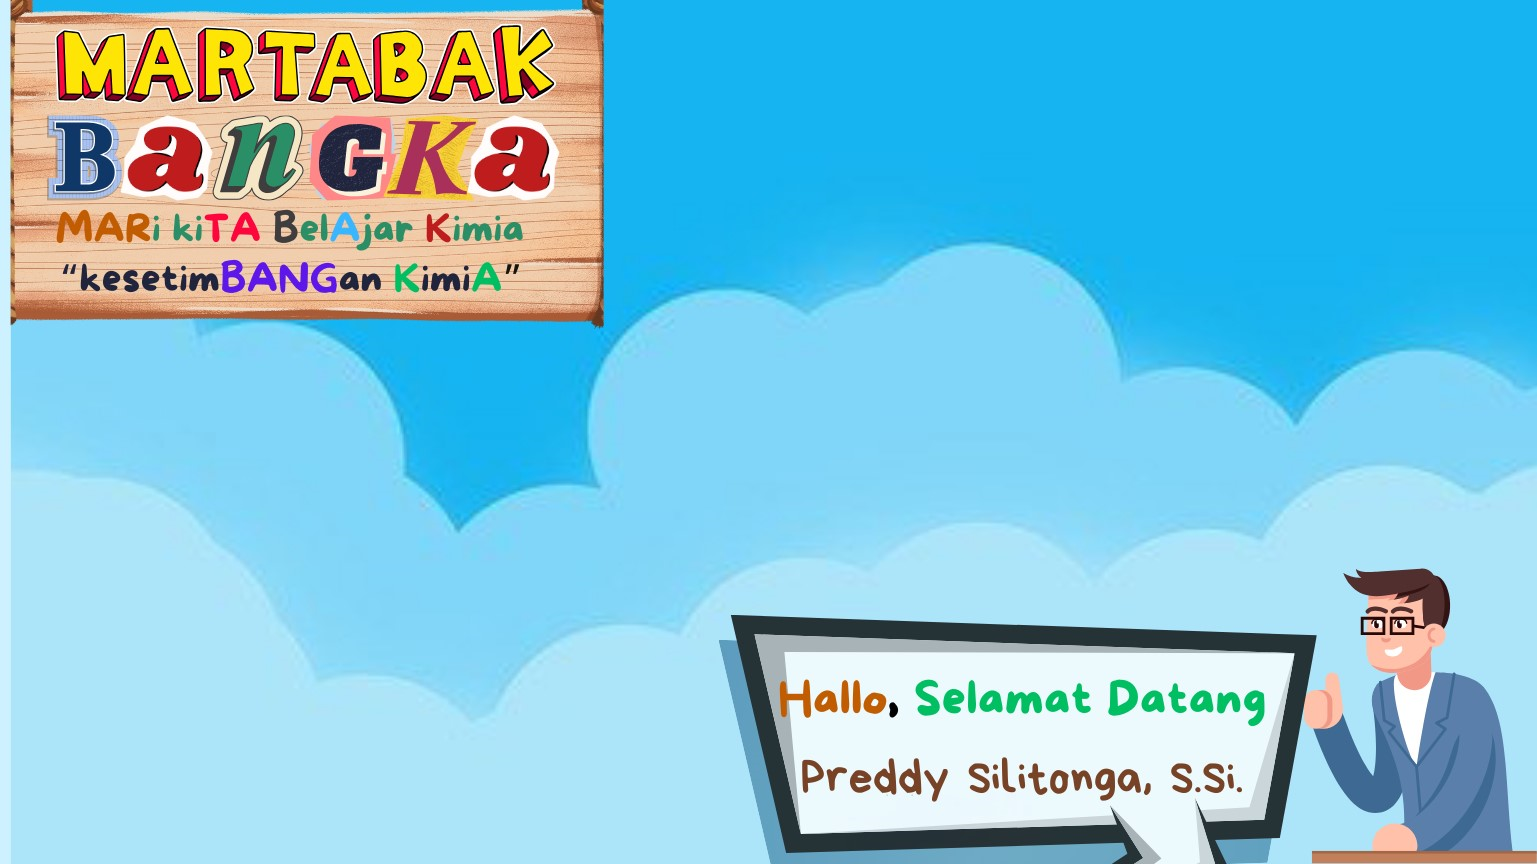 MARTABAK
BanGKa
MARi kiTA BelAjar Kimia
“kesetimBANGan KimiA”
Hallo, Selamat Datang
Preddy Silitonga, S.Si.